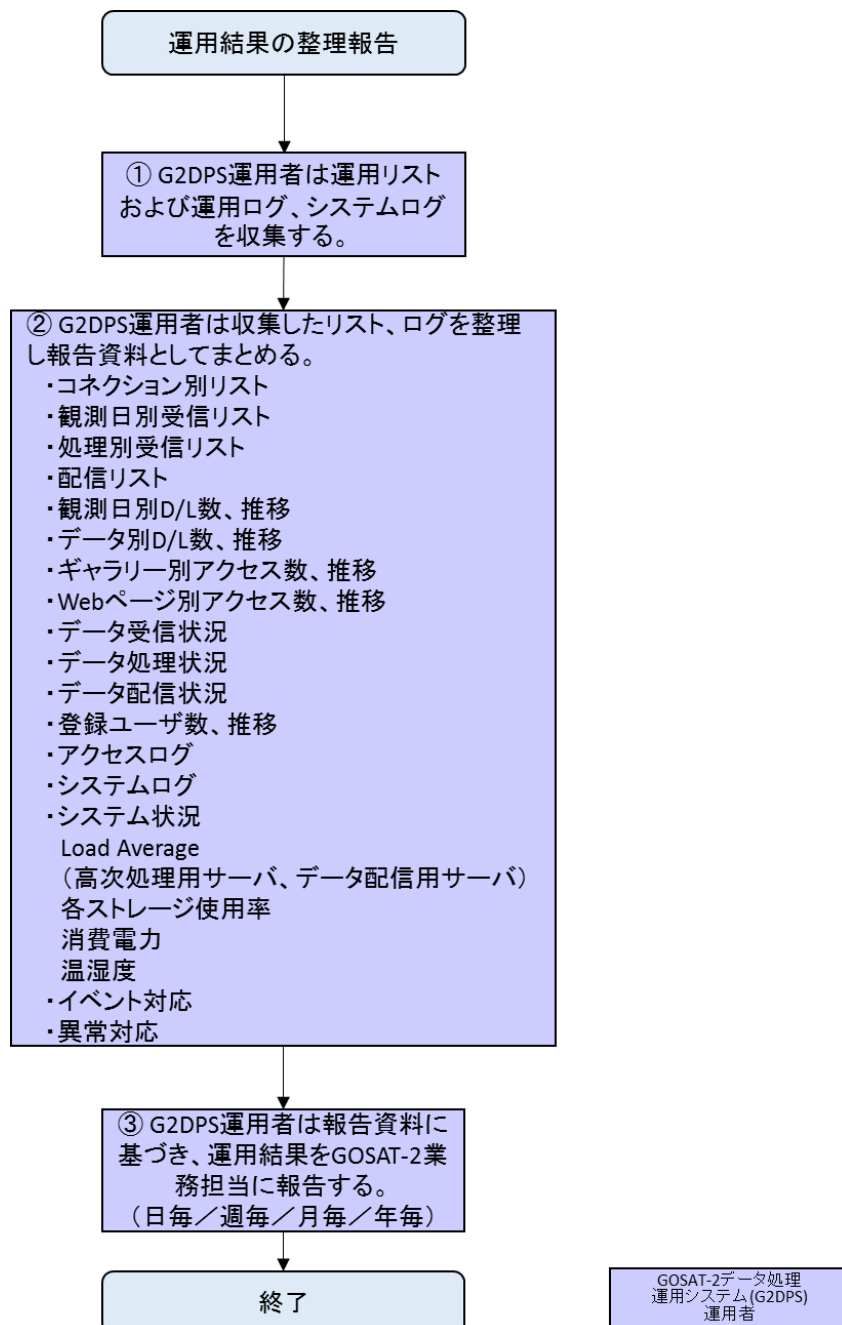 運用結果の整理報告
① G2DPS運用者は運用リスト
および運用ログ、システムログ
を収集する。
② G2DPS運用者は収集したリスト、ログを整理
し報告資料としてまとめる。
・コネクション別リスト
・観測日別受信リスト
・処理別受信リスト
・配信リスト
・観測日別D/L数、推移
・データ別D/L数、推移
・ギャラリー別アクセス数、推移
・Webページ別アクセス数、推移
・データ受信状況
・データ処理状況
・データ配信状況
・登録ユーザ数、推移
・アクセスログ
・システムログ
・システム状況
Load Average
（高次処理用サーバ、データ配信用サーバ）
各ストレージ使用率
消費電力
温湿度
・イベント対応
・異常対応
③ G2DPS運用者は報告資料に
基づき、運用結果をGOSAT-2業
務担当に報告する。
（日毎／週毎／月毎／年毎）
終了
GOSAT-2データ処理
運用システム(G2DPS)
運用者